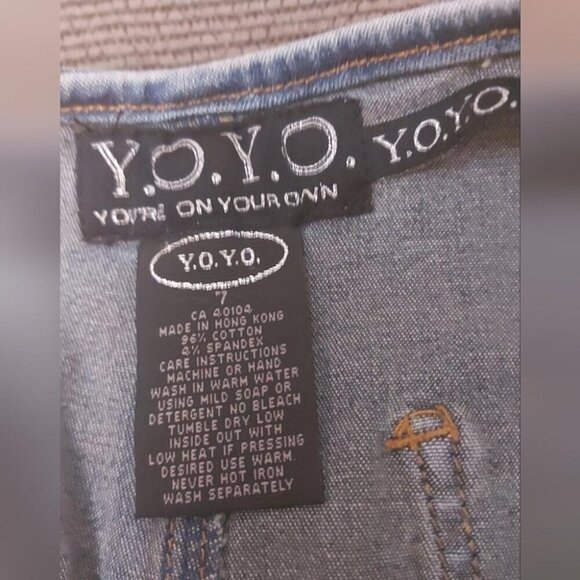 Y.O.Y.O.
YOU'RE ON YOUR OWN
Y.O.Y.O.
Y.O.Y.O.
7
CA 40104
MADE IN HONG KONG
96% COTTON
4% SPANDEX
CARE INSTRUCTIONS
MACHINE OR HAND
WASH IN WARM WATER
USING MILD SOAP OR
DETERGENT NO BLEACH
TUMBLE DRY LOW
INSIDE OUT WITH
LOW HEAT IF PRESSING
DESIRED USE WARM.
NEVER HOT IRON
WASH SEPARATELY